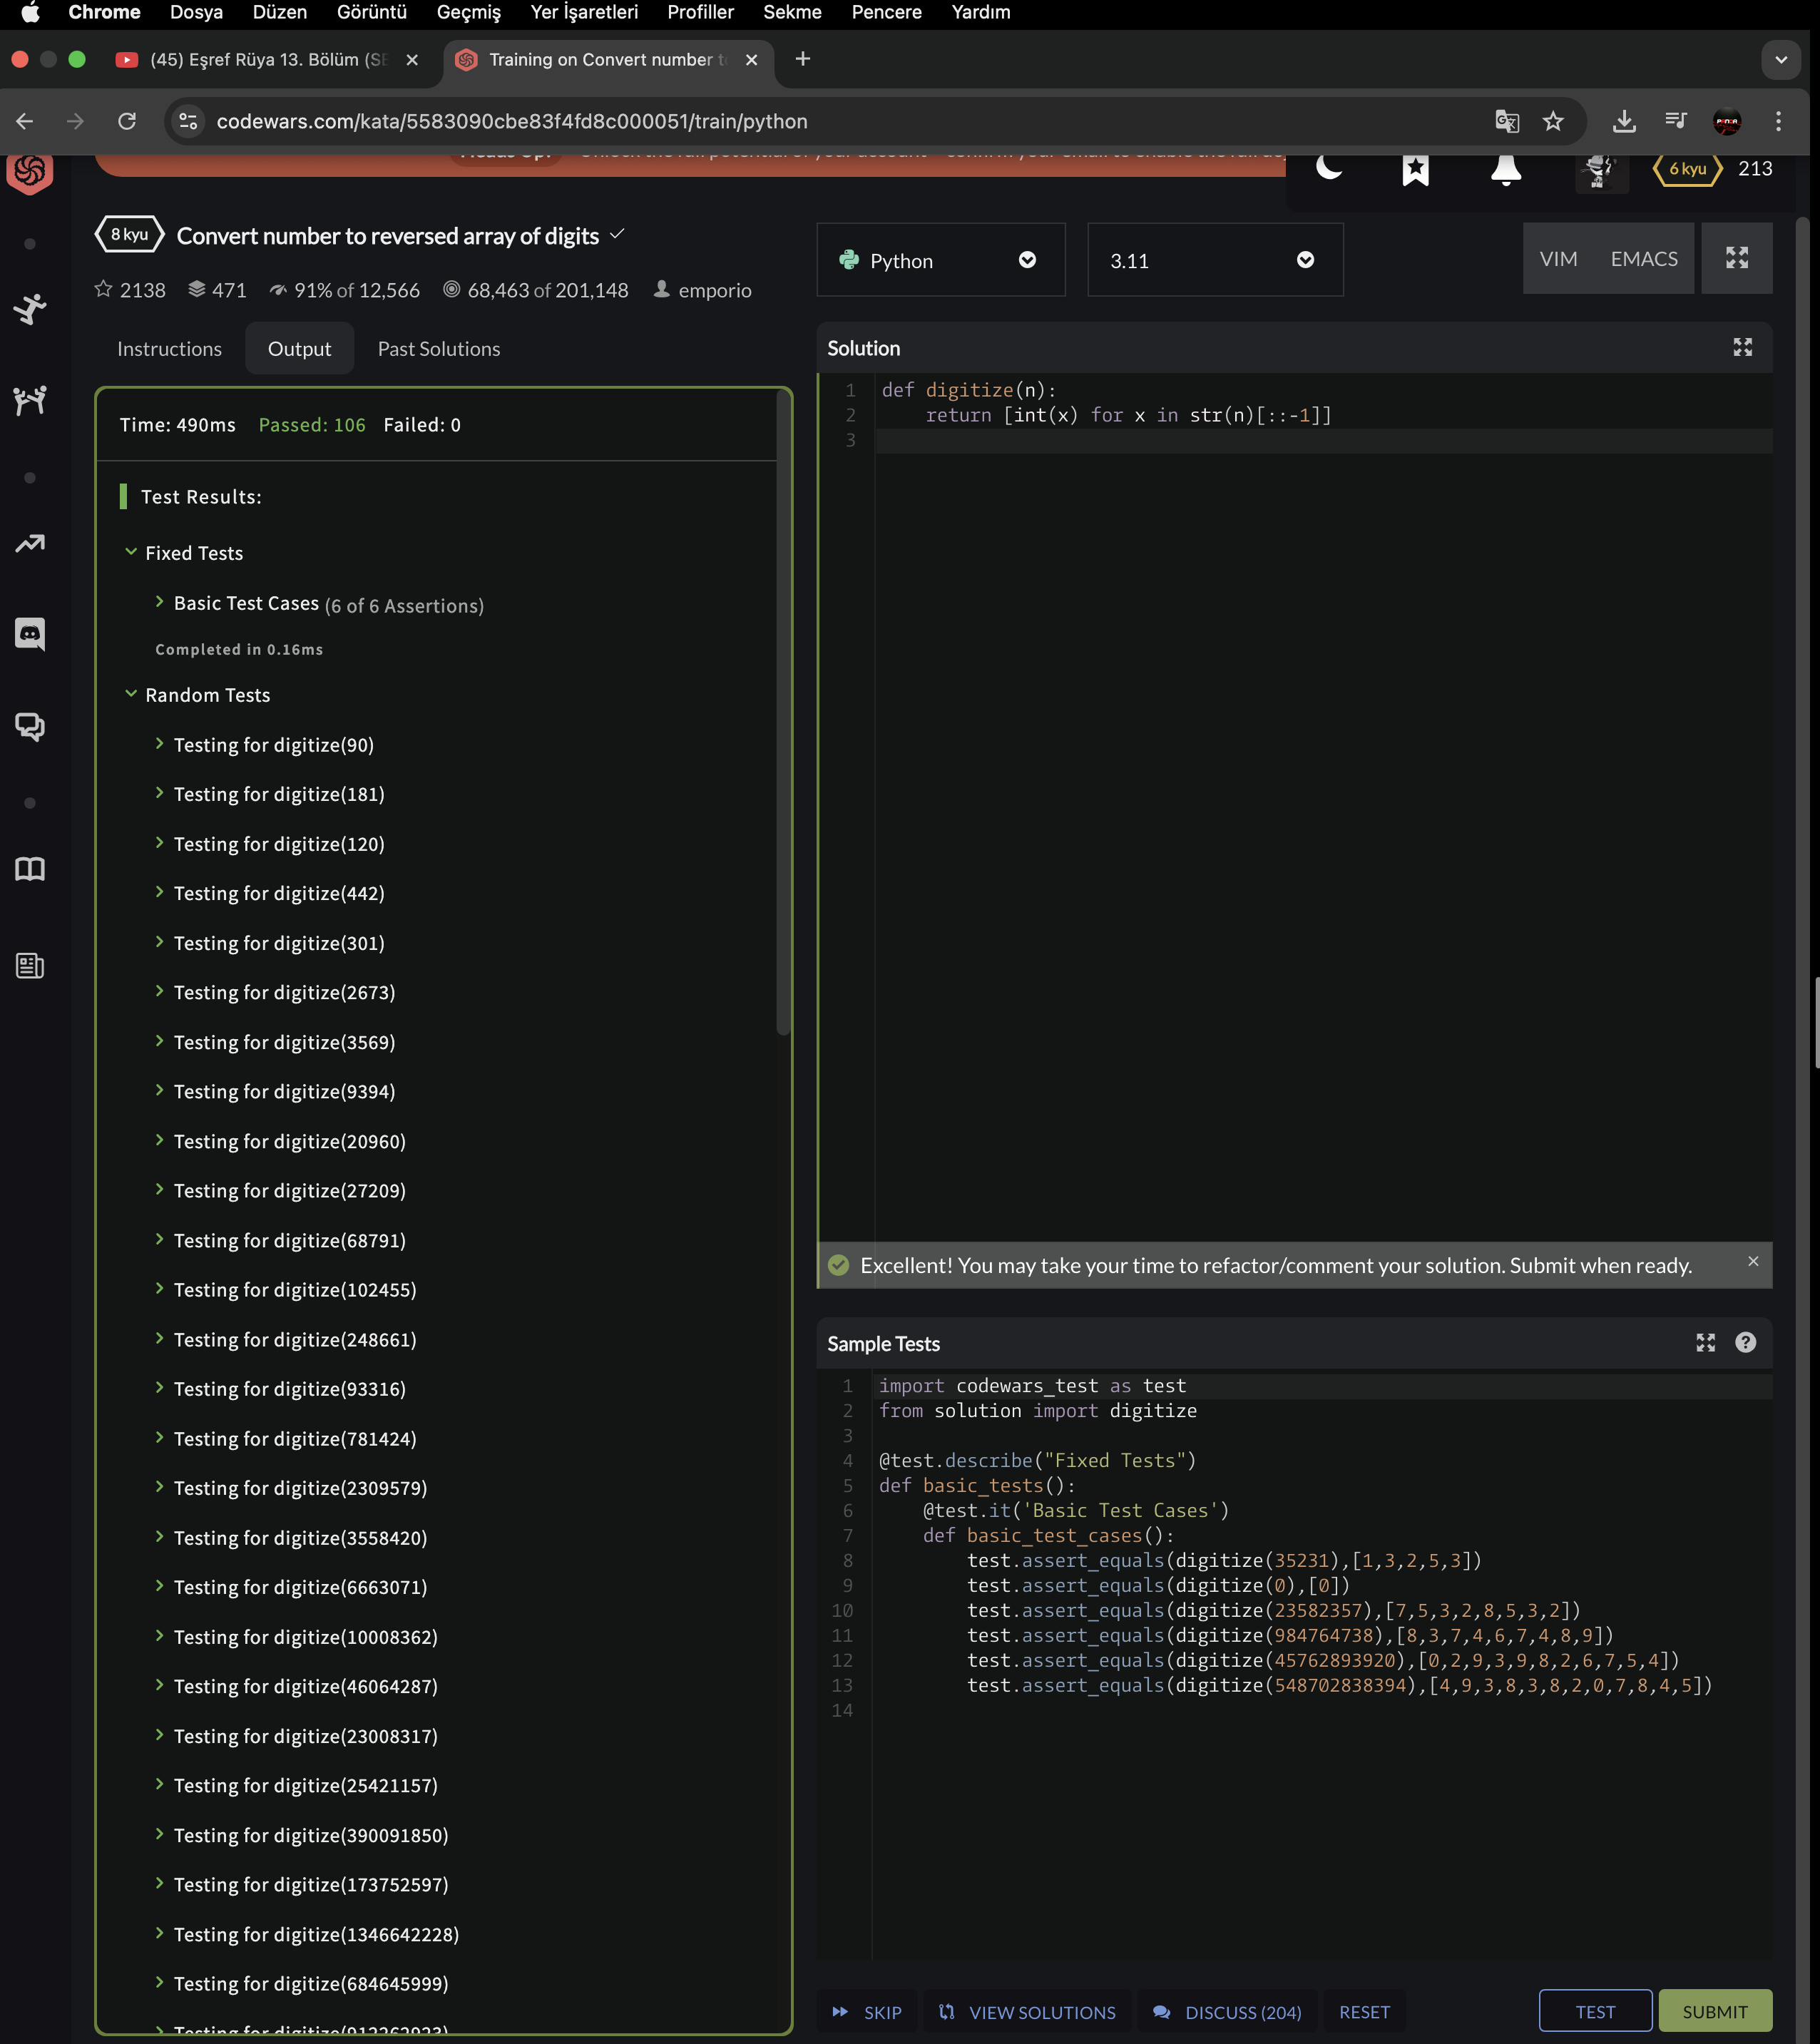 Chrome Dosya Düzen Görüntü Geçmiş Yer İşaretleri Profiller Sekme Pencere Yardım
(45) Eşref Rüya 13. Bölüm (SE
Training on Convert number t
codewars.com/kata/5583090cbe83f4fd8c000051/train/python
6 kyu 213
8 kyu Convert number to reversed array of digits
2138 471 91% of 12,566 68,463 of 201,148 emporio
Python 3.11 VIM EMACS
Instructions Output Past Solutions
Time: 490ms Passed: 106 Failed: 0
Test Results:
Fixed Tests
Basic Test Cases (6 of 6 Assertions)
Completed in 0.16ms
Random Tests
Testing for digitize(90)
Testing for digitize(181)
Testing for digitize(120)
Testing for digitize(442)
Testing for digitize(301)
Testing for digitize(2673)
Testing for digitize(3569)
Testing for digitize(9394)
Testing for digitize(20960)
Testing for digitize(27209)
Testing for digitize(68791)
Testing for digitize(102455)
Testing for digitize(248661)
Testing for digitize(93316)
Testing for digitize(781424)
Testing for digitize(2309579)
Testing for digitize(3558420)
Testing for digitize(6663071)
Testing for digitize(10008362)
Testing for digitize(46064287)
Testing for digitize(23008317)
Testing for digitize(25421157)
Testing for digitize(390091850)
Testing for digitize(173752597)
Testing for digitize(1346642228)
Testing for digitize(684645999)
Solution
1 def digitize(n):
2     return [int(x) for x in str(n)[::-1]]
3
Excellent! You may take your time to refactor/comment your solution. Submit when ready.
Sample Tests
1 import codewars_test as test
2 from solution import digitize
3
4 @test.describe("Fixed Tests")
5 def basic_tests():
6     @test.it('Basic Test Cases')
7     def basic_test_cases():
8         test.assert_equals(digitize(35231),[1,3,2,5,3])
9         test.assert_equals(digitize(0),[0])
10         test.assert_equals(digitize(23582357),[7,5,3,2,8,5,3,2])
11         test.assert_equals(digitize(984764738),[8,3,7,4,6,7,4,8,9])
12         test.assert_equals(digitize(45762893920),[0,2,9,3,9,8,2,6,7,5,4])
13         test.assert_equals(digitize(548702838394),[4,9,3,8,3,8,2,0,7,8,4,5])
14
SKIP VIEW SOLUTIONS DISCUSS (204) RESET TEST SUBMIT